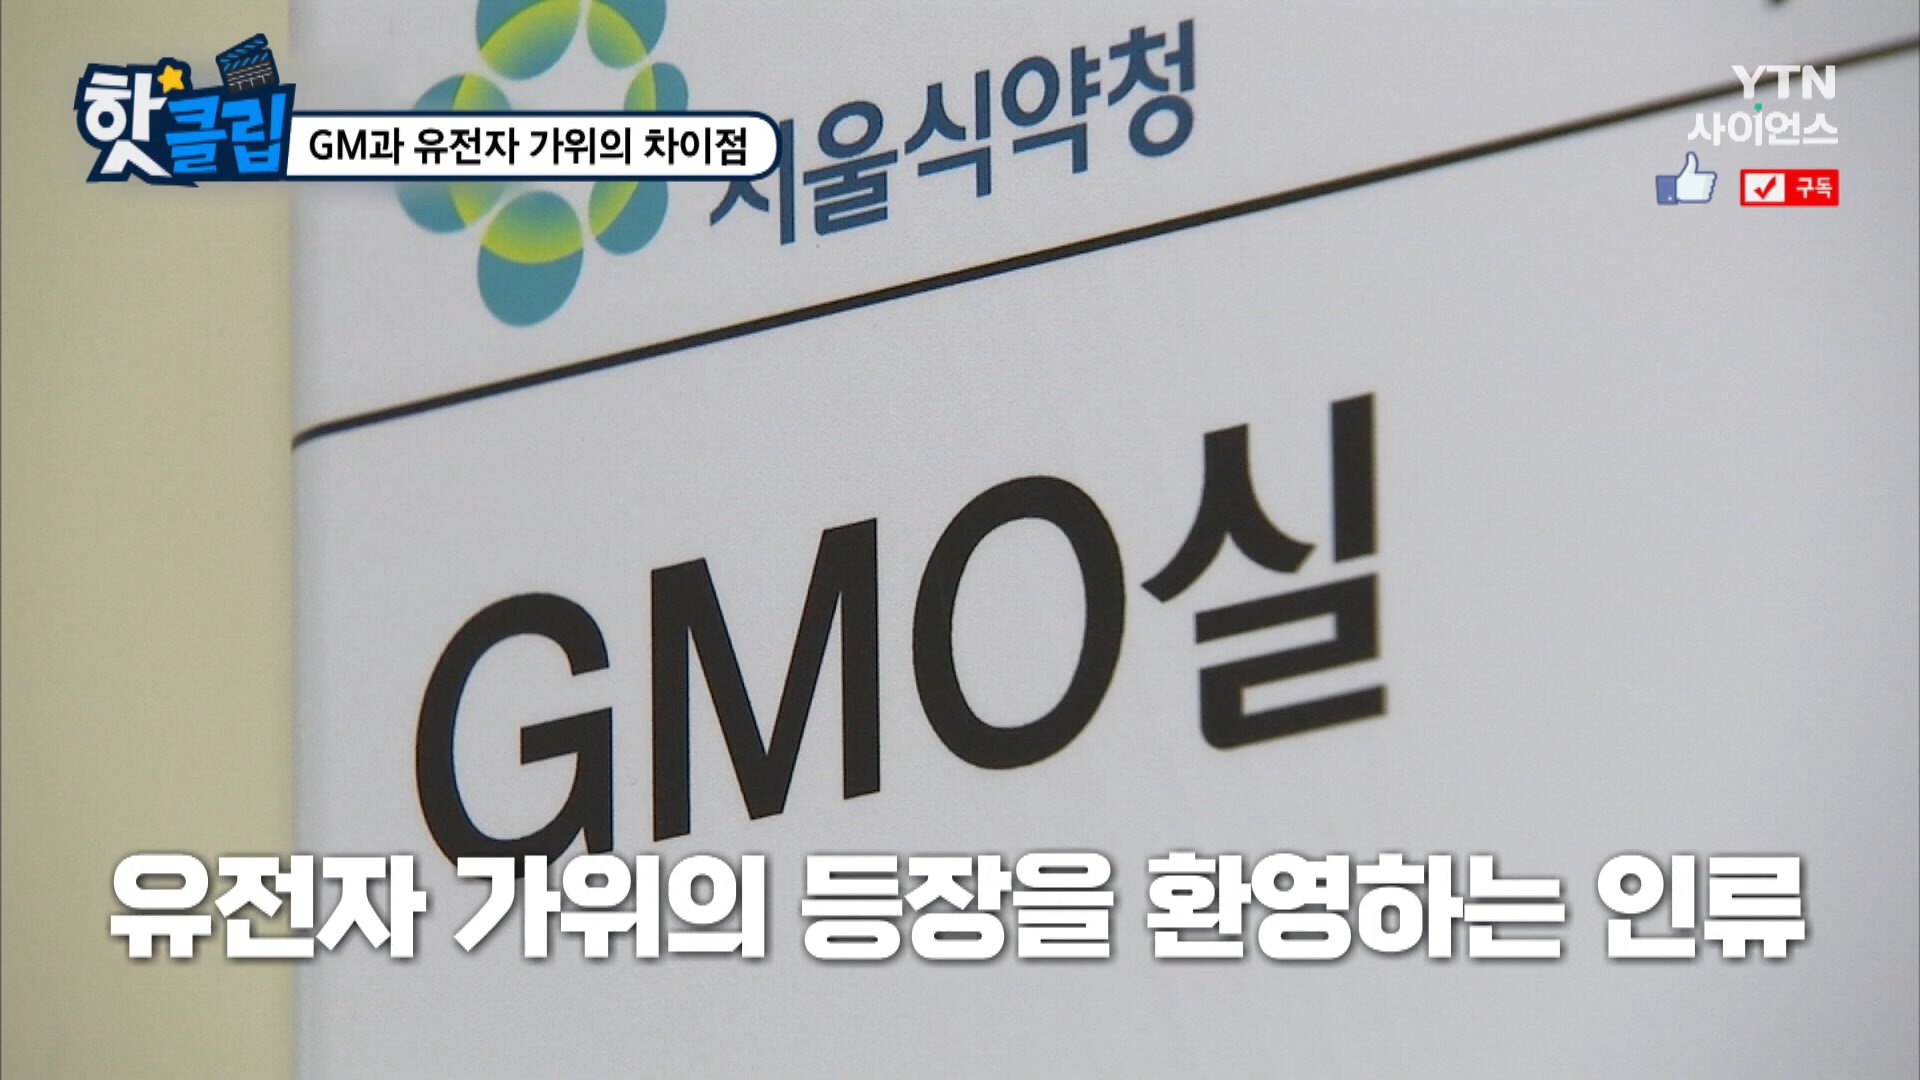 핫클립
GM과 유전자 가위의 차이점
YTN
사이언스
구독
서울식약청
GMO실
유전자 가위의 등장을 환영하는 인류